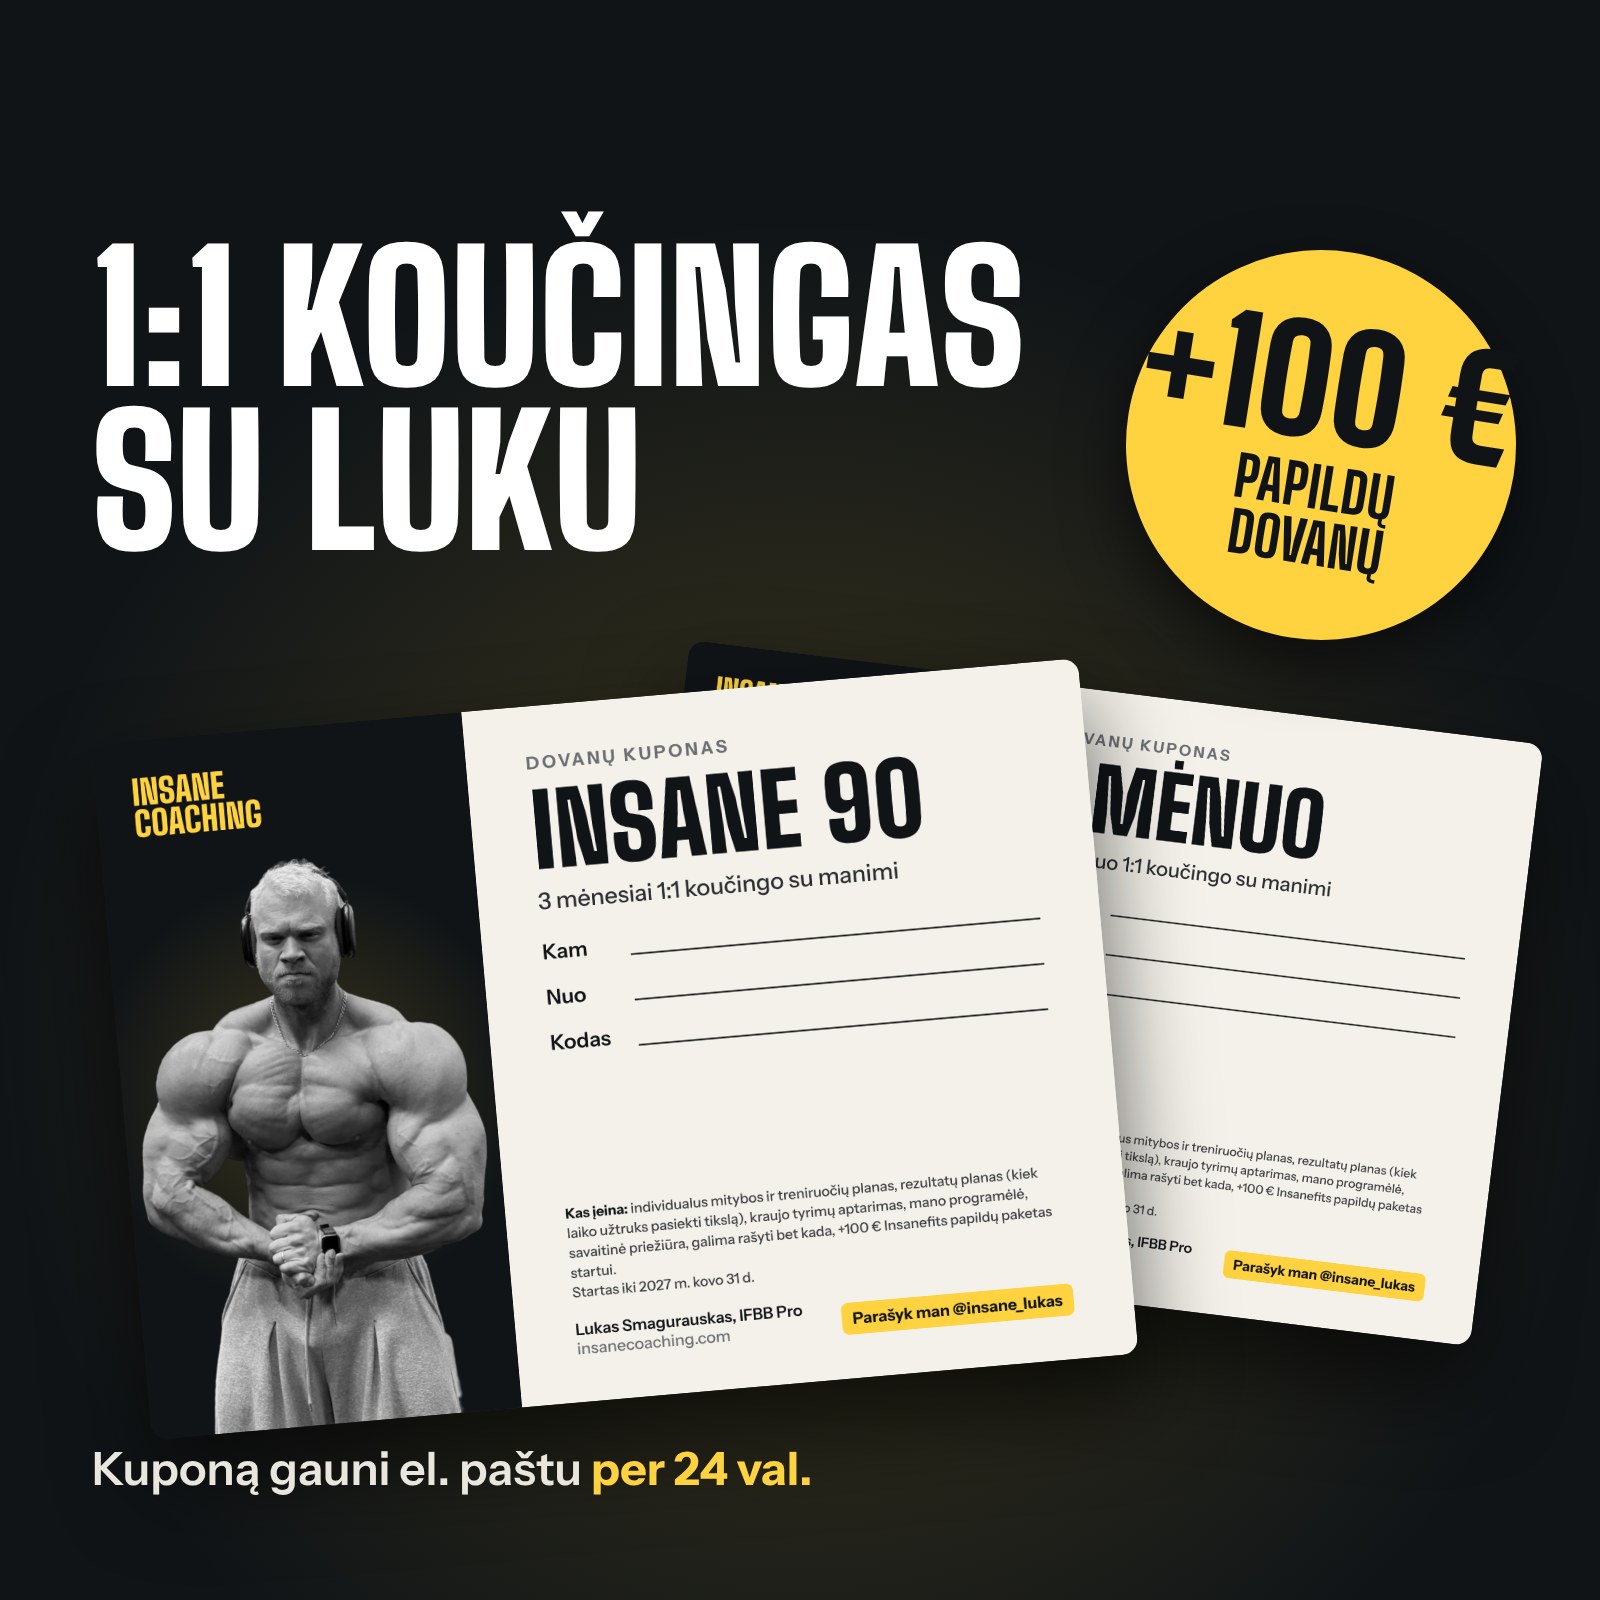 1:1 KOUČINGAS
SU LUKU
+100 €
PAPILDŲ
DOVANŲ
INSANE
COACHING
DOVANŲ KUPONAS
INSANE 90
3 mėnesiai 1:1 koučingo su manimi
Kam
Nuo
Kodas
Kas įeina: individualus mitybos ir treniruočių planas, rezultatų planas (kiek
laiko užtruks pasiekti tikslą), kraujo tyrimų aptarimas, mano programėlė,
savaitinė priežiūra, galima rašyti bet kada, +100 € Insanefits papildų paketas
startui.
Startas iki 2027 m. kovo 31 d.
Lukas Smagurauskas, IFBB Pro
insanecoaching.com
Parašyk man @insane_lukas
KUPONAS
MĖNUO
1:1 koučingo su manimi
mitybos ir treniruočių planas, rezultatų planas (kiek
tikslą), kraujo tyrimų aptarimas, mano programėlė,
rašyti bet kada, +100 € Insanefits papildų paketas
31 d.
IFBB Pro
Parašyk man @insane_lukas
Kuponą gauni el. paštu per 24 val.